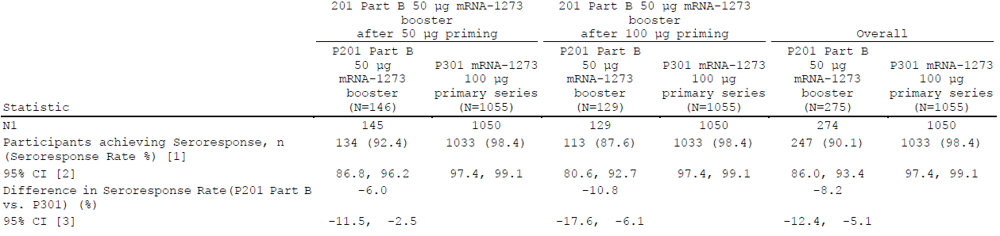 201 Part B 50 µg mRNA-1273 booster after 50 µg priming
201 Part B 50 µg mRNA-1273 booster after 100 µg priming
Overall
Statistic
P201 Part B 50 µg mRNA-1273 booster (N=146)
P301 mRNA-1273 100 µg primary series (N=1055)
P201 Part B 50 µg mRNA-1273 booster (N=129)
P301 mRNA-1273 100 µg primary series (N=1055)
P201 Part B 50 µg mRNA-1273 booster (N=275)
P301 mRNA-1273 100 µg primary series (N=1055)
N1 145 1050 129 1050 274 1050
Participants achieving Seroresponse, n 134 (92.4) 1033 (98.4) 113 (87.6) 1033 (98.4) 247 (90.1) 1033 (98.4)
(Seroresponse Rate %) [1]
95% CI [2] 86.8, 96.2 97.4, 99.1 80.6, 92.7 97.4, 99.1 86.0, 93.4 97.4, 99.1
Difference in Seroresponse Rate(P201 Part B -6.0 -10.8 -8.2
vs. P301) (%)
95% CI [3] -11.5, -2.5 -17.6, -6.1 -12.4, -5.1